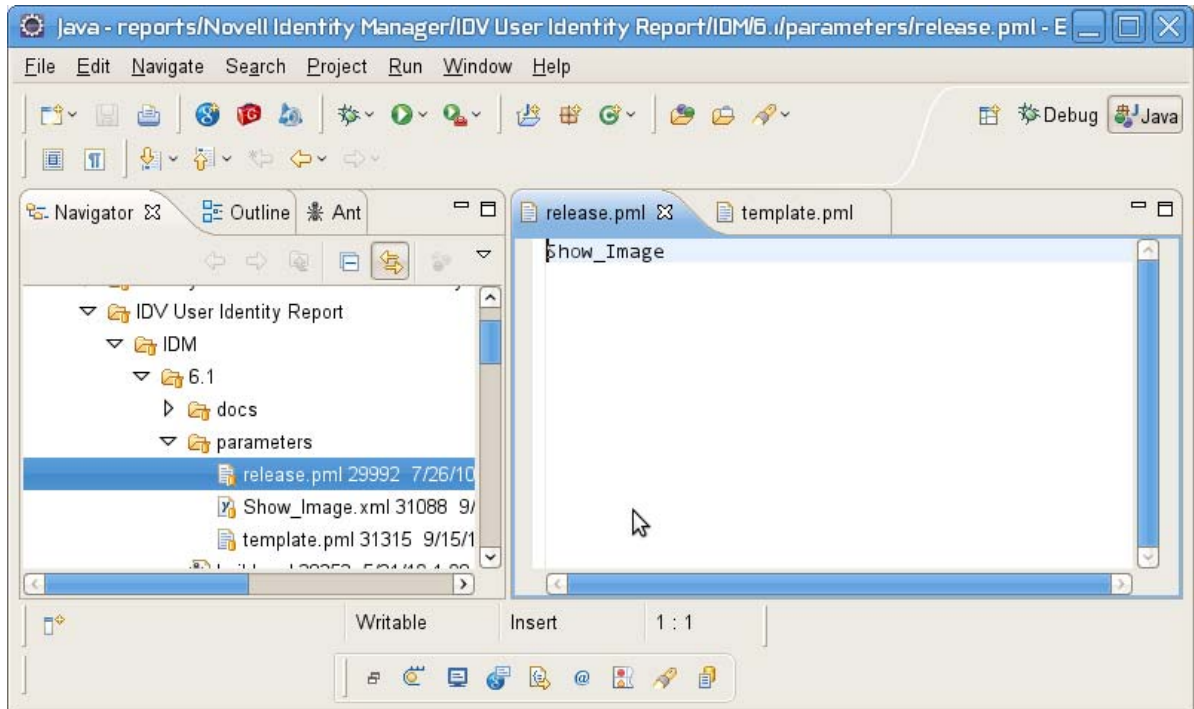 Java - reports/Novell Identity Manager/IDV User Identity Report/IDM/6.1/parameters/release.pml - E
File Edit Navigate Search Project Run Window Help
Debug Java
Navigator Outline Ant
release.pml template.pml
Show_Image
IDV User Identity Report
IDM
6.1
docs
parameters
release.pml 29992 7/26/10
Show_Image.xml 31088 9/
template.pml 31315 9/15/1
Writable Insert 1 : 1